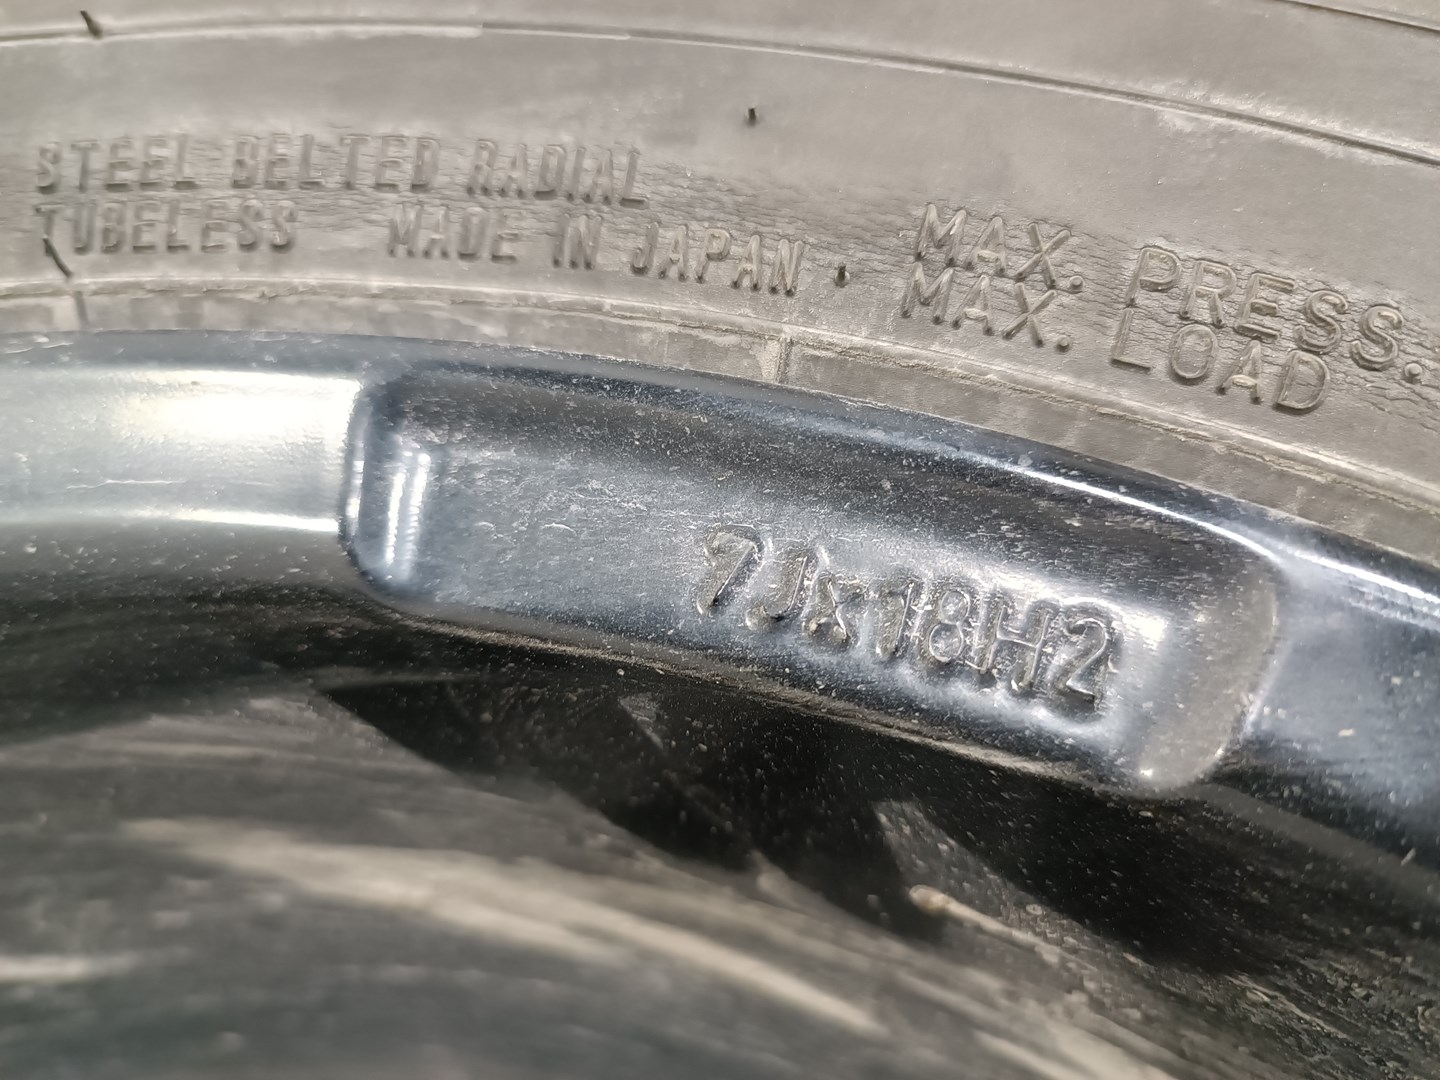 STEEL BELTED RADIAL
TUBELESS MADE IN JAPAN
MAX. PRESS.
MAX. LOAD
7Jx18H2